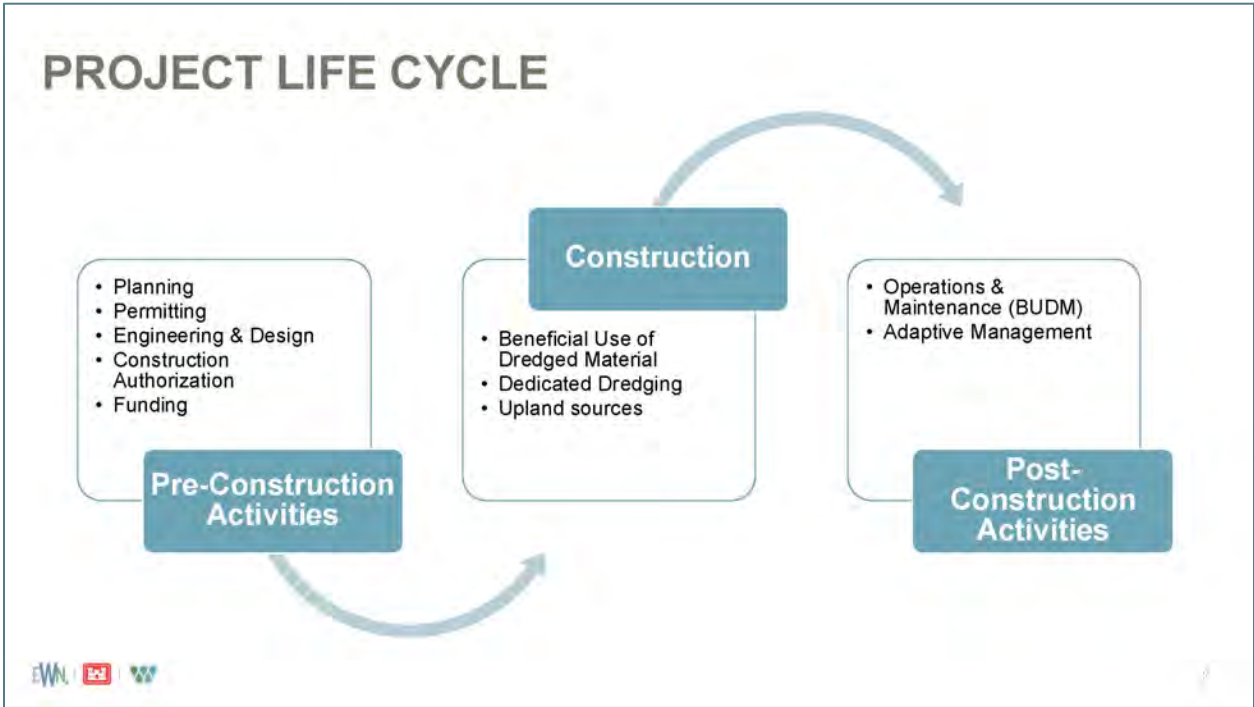 PROJECT LIFE CYCLE
• Planning
• Permitting
• Engineering & Design
• Construction
Authorization
• Funding
Pre-Construction
Activities
Construction
• Beneficial Use of
Dredged Material
• Dedicated Dredging
• Upland sources
• Operations &
Maintenance (BUDM)
• Adaptive Management
Post-
Construction
Activities
EWN